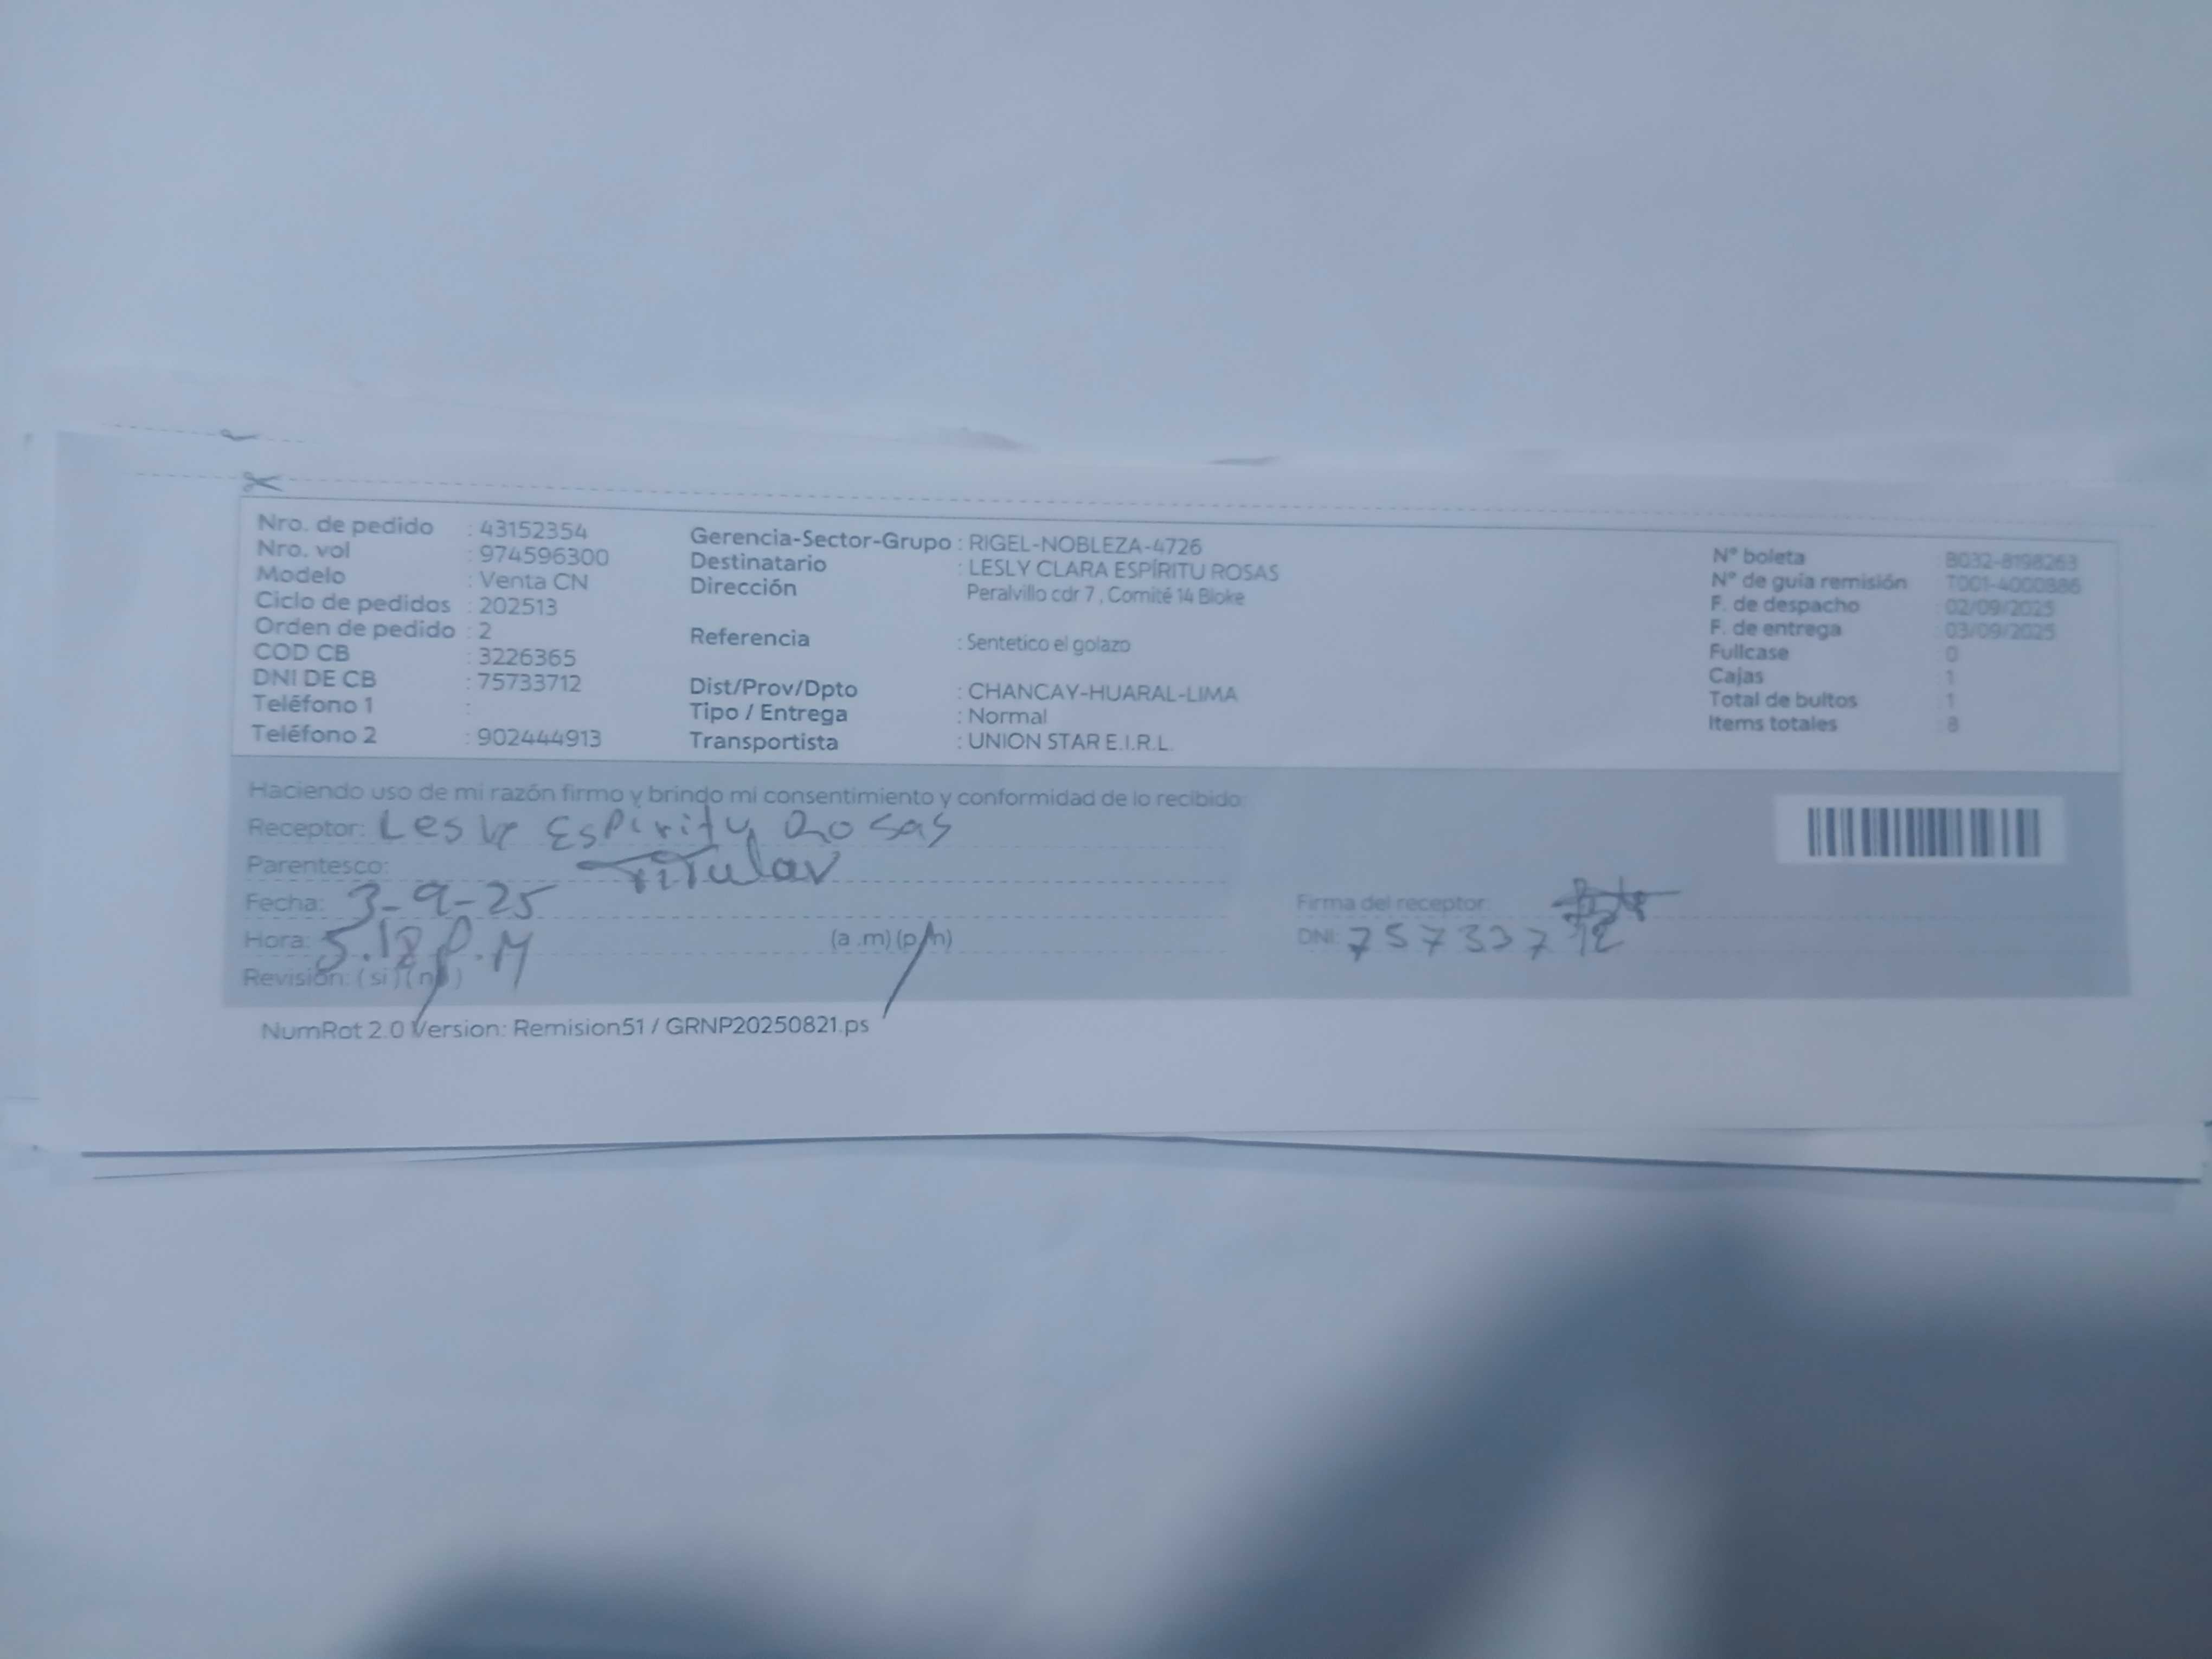 Nro. de pedido : 43152354
Nro. vol : 974596300
Modelo : Venta CN
Ciclo de pedidos : 202513
Orden de pedido : 2
COD CB : 3226365
DNI DE CB : 75733712
Teléfono 1 :
Teléfono 2 : 902444913
Gerencia-Sector-Grupo : RIGEL-NOBLEZA-4726
Destinatario : LESLY CLARA ESPÍRITU ROSAS
Dirección Peralvillo cdr 7 , Comité 14 Bloke
Referencia : Sentetico el golazo
Dist/Prov/Dpto : CHANCAY-HUARAL-LIMA
Tipo / Entrega : Normal
Transportista : UNION STAR E.I.R.L.
N° boleta : B032-8198263
N° de guía remisión : T001-4000886
F. de despacho : 02/09/2025
F. de entrega : 03/09/2025
Fullcase : 0
Cajas : 1
Total de bultos : 1
Items totales : 8
Haciendo uso de mi razón firmo y brindo mi consentimiento y conformidad de lo recibido:
Receptor: Espiritu Rosas
Parentesco: Titular
Fecha: 3-9-25
Hora: 5.18 P.M (a .m) (p.m)
Revisión: ( si ) ( no )
Firma del receptor:
DNI: 75733712
NumRot 2.0 Version: Remision51 / GRNP20250821.ps